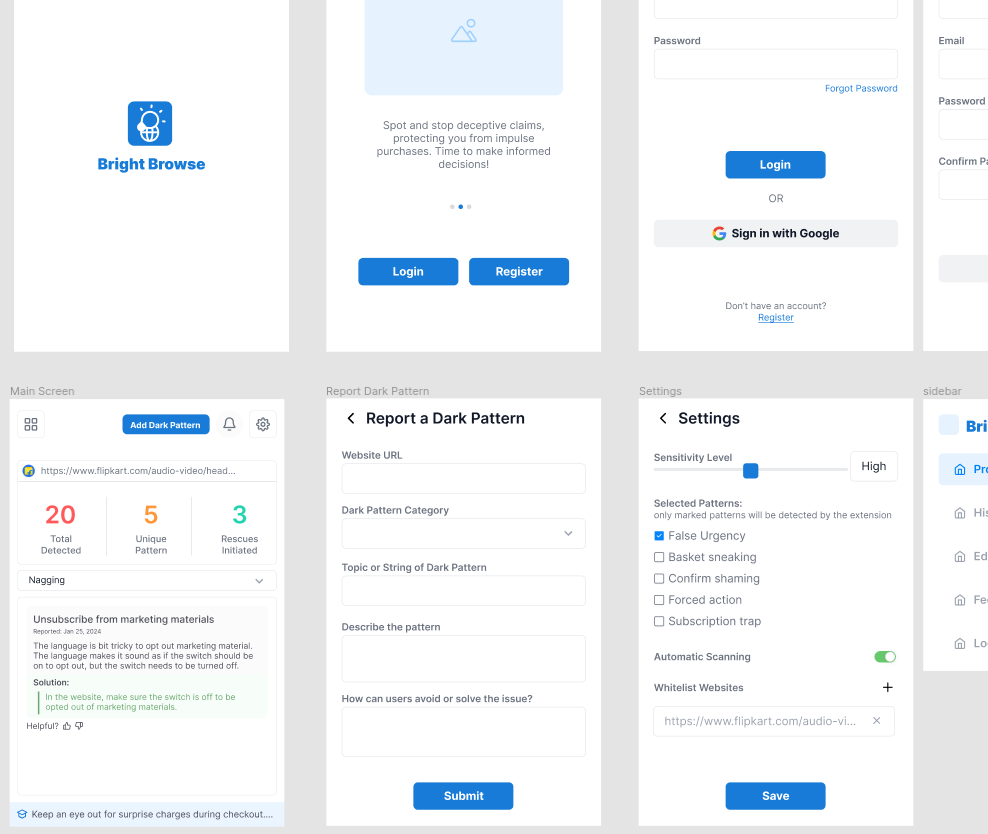 Bright Browse
Spot and stop deceptive claims,
protecting you from impulse
purchases. Time to make informed
decisions!
Login
Register
Password
Forgot Password
Login
OR
Sign in with Google
Don't have an account?
Register
Email
Password
Confirm Pa
Main Screen
Add Dark Pattern
https://www.flipkart.com/audio-video/head...
20
5
3
Total
Detected
Unique
Pattern
Rescues
Initiated
Nagging
Unsubscribe from marketing materials
Reported: Jan 25, 2024
The language is bit tricky to opt out marketing material.
The language makes it sound as if the switch should be
on to opt out, but the switch needs to be turned off.
Solution:
In the website, make sure the switch is off to be
opted out of marketing materials.
Helpful?
Keep an eye out for surprise charges during checkout....
Report Dark Pattern
Report a Dark Pattern
Website URL
Dark Pattern Category
Topic or String of Dark Pattern
Describe the pattern
How can users avoid or solve the issue?
Submit
Settings
Settings
Sensitivity Level
High
Selected Patterns:
only marked patterns will be detected by the extension
False Urgency
Basket sneaking
Confirm shaming
Forced action
Subscription trap
Automatic Scanning
Whitelist Websites
https://www.flipkart.com/audio-vi...
Save
sidebar
Bri
Pro
His
Ed
Fee
Lo